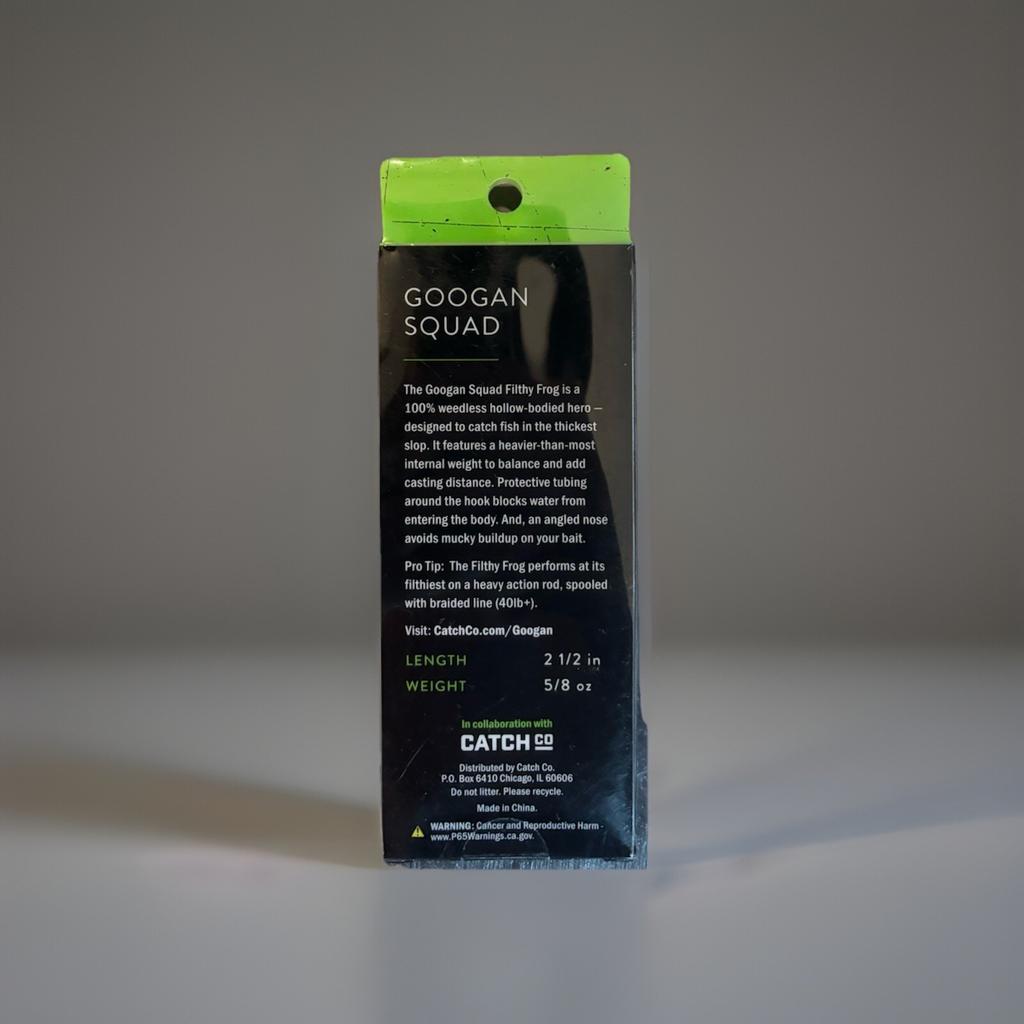 GOOGAN
SQUAD
The Googan Squad Filthy Frog is a
100% weedless hollow-bodied hero —
designed to catch fish in the thickest
slop. It features a heavier-than-most
internal weight to balance and add
casting distance. Protective tubing
around the hook blocks water from
entering the body. And, an angled nose
avoids mucky buildup on your bait.
Pro Tip: The Filthy Frog performs at its
filthiest on a heavy action rod, spooled
with braided line (40lb+).
Visit: CatchCo.com/Googan
LENGTH 2 1/2 in
WEIGHT 5/8 oz
In collaboration with
CATCH CO
Distributed by Catch Co.
P.O. Box 6410 Chicago, IL 60606
Do not litter. Please recycle.
Made in China.
WARNING: Cancer and Reproductive Harm -
www.P65Warnings.ca.gov.